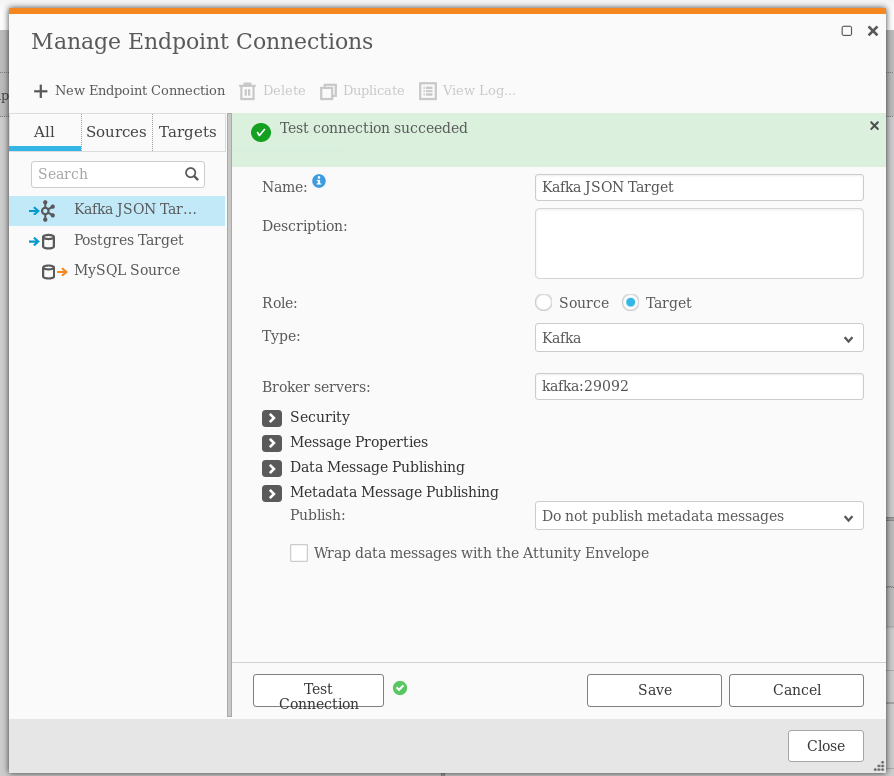 Manage Endpoint Connections
New Endpoint Connection Delete Duplicate View Log...
All Sources Targets
Test connection succeeded
Search
Kafka JSON Tar...
Postgres Target
MySQL Source
Name: Kafka JSON Target
Description:
Role: Source Target
Type: Kafka
Broker servers: kafka:29092
Security
Message Properties
Data Message Publishing
Metadata Message Publishing
Publish: Do not publish metadata messages
Wrap data messages with the Attunity Envelope
Test
Connection
Save Cancel
Close